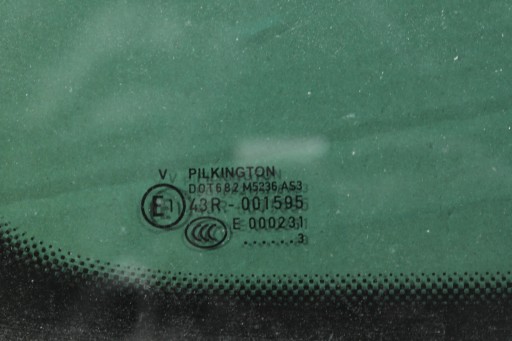 V PILKINGTON
DOT682 M5236 AS3
E1 43R - 001595
CCC E 000231
.......3